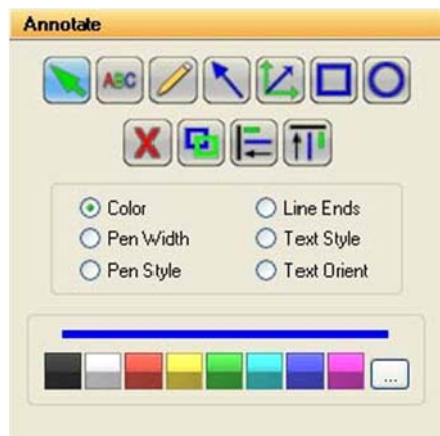 Annotate
ABC
Color
Line Ends
Pen Width
Text Style
Pen Style
Text Orient
...